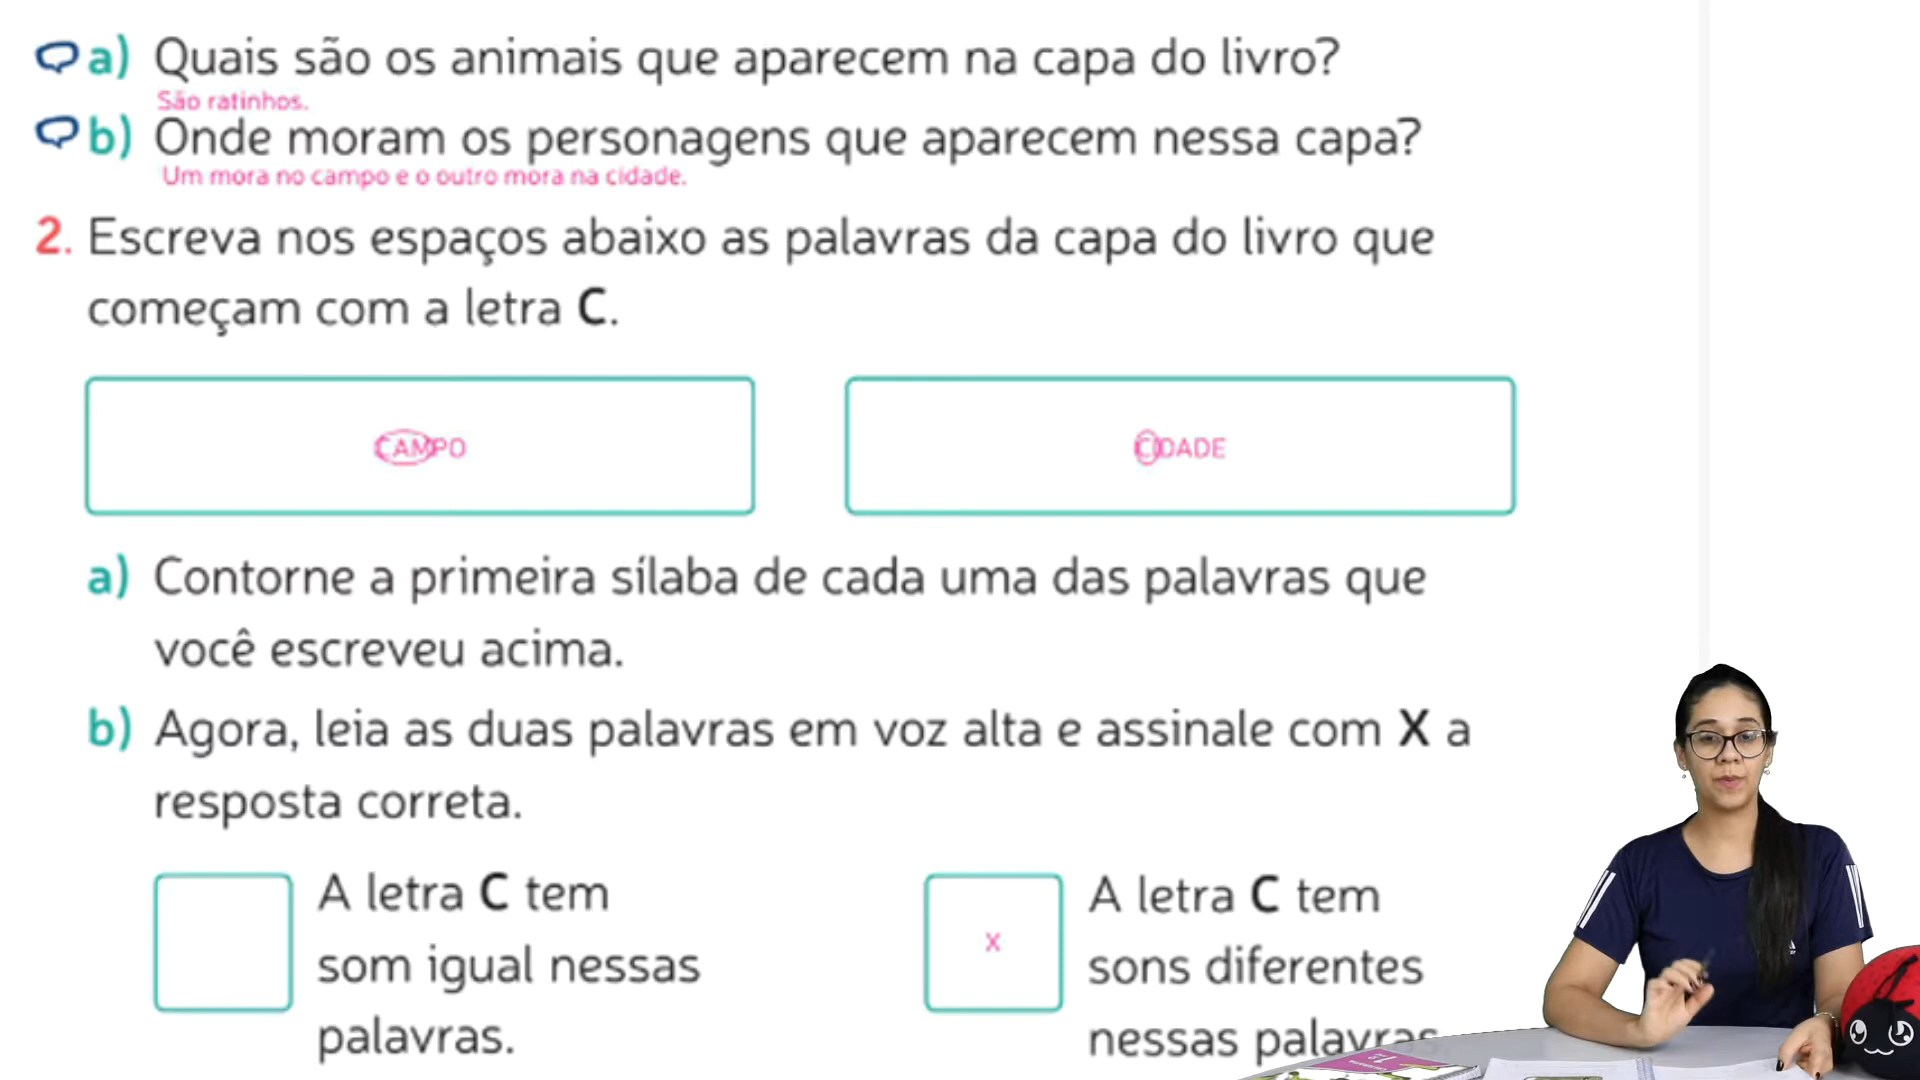 a) Quais são os animais que aparecem na capa do livro?
São ratinhos.
b) Onde moram os personagens que aparecem nessa capa?
Um mora no campo e o outro mora na cidade.
2. Escreva nos espaços abaixo as palavras da capa do livro que
começam com a letra C.
CAMPO
CIDADE
a) Contorne a primeira sílaba de cada uma das palavras que
você escreveu acima.
b) Agora, leia as duas palavras em voz alta e assinale com X a
resposta correta.
A letra C tem
som igual nessas
palavras.
X
A letra C tem
sons diferentes
nessas palavras